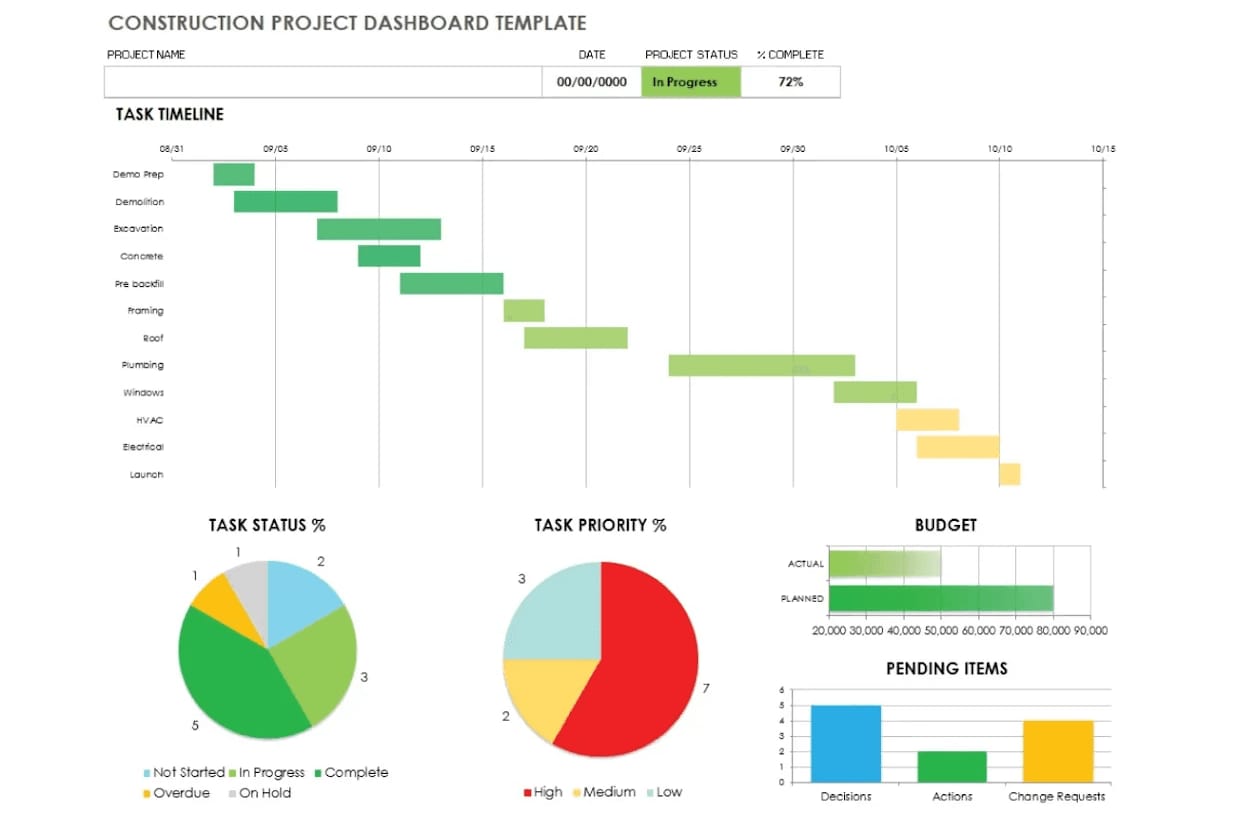 CONSTRUCTION PROJECT DASHBOARD TEMPLATE
PROJECT NAME DATE PROJECT STATUS % COMPLETE
00/00/0000 In Progress 72%
TASK TIMELINE
08/31 09/05 09/10 09/15 09/20 09/25 09/30 10/05 10/10 10/15
Demo Prep
Demolition
Excavation
Concrete
Pre backfill
Framing
Roof
Plumbing
Windows
HVAC
Electrical
Launch
TASK STATUS %
1
2
1
3
5
Not Started In Progress Complete
Overdue On Hold
TASK PRIORITY %
3
7
2
High Medium Low
BUDGET
ACTUAL
PLANNED
20,000 30,000 40,000 50,000 60,000 70,000 80,000 90,000
PENDING ITEMS
6
5
4
3
2
1
0
Decisions Actions Change Requests